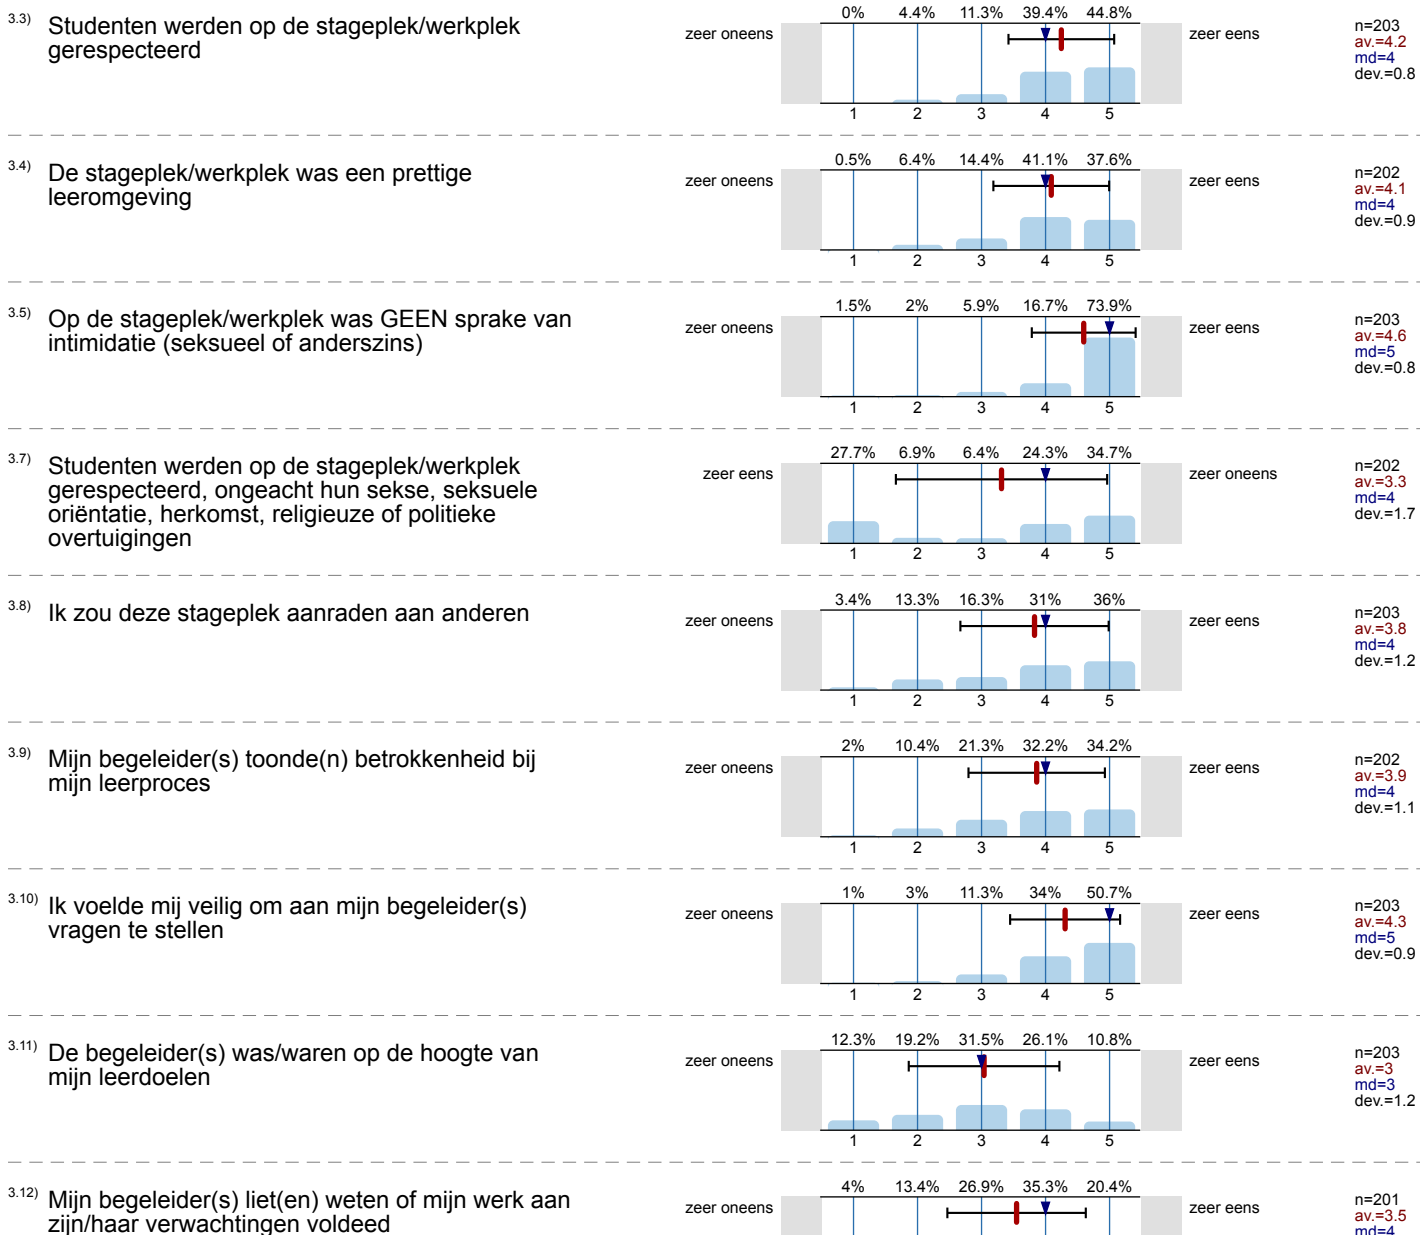 3.3) Studenten werden op de stageplek/werkplek
gerespecteerd
zeer oneens
0% 4.4% 11.3% 39.4% 44.8%
1 2 3 4 5
zeer eens
n=203
av.=4.2
md=4
dev.=0.8
3.4) De stageplek/werkplek was een prettige
leeromgeving
zeer oneens
0.5% 6.4% 14.4% 41.1% 37.6%
1 2 3 4 5
zeer eens
n=202
av.=4.1
md=4
dev.=0.9
3.5) Op de stageplek/werkplek was GEEN sprake van
intimidatie (seksueel of anderszins)
zeer oneens
1.5% 2% 5.9% 16.7% 73.9%
1 2 3 4 5
zeer eens
n=203
av.=4.6
md=5
dev.=0.8
3.7) Studenten werden op de stageplek/werkplek
gerespecteerd, ongeacht hun sekse, seksuele
oriëntatie, herkomst, religieuze of politieke
overtuigingen
zeer eens
27.7% 6.9% 6.4% 24.3% 34.7%
1 2 3 4 5
zeer oneens
n=202
av.=3.3
md=4
dev.=1.7
3.8) Ik zou deze stageplek aanraden aan anderen
zeer oneens
3.4% 13.3% 16.3% 31% 36%
1 2 3 4 5
zeer eens
n=203
av.=3.8
md=4
dev.=1.2
3.9) Mijn begeleider(s) toonde(n) betrokkenheid bij
mijn leerproces
zeer oneens
2% 10.4% 21.3% 32.2% 34.2%
1 2 3 4 5
zeer eens
n=202
av.=3.9
md=4
dev.=1.1
3.10) Ik voelde mij veilig om aan mijn begeleider(s)
vragen te stellen
zeer oneens
1% 3% 11.3% 34% 50.7%
1 2 3 4 5
zeer eens
n=203
av.=4.3
md=5
dev.=0.9
3.11) De begeleider(s) was/waren op de hoogte van
mijn leerdoelen
zeer oneens
12.3% 19.2% 31.5% 26.1% 10.8%
1 2 3 4 5
zeer eens
n=203
av.=3
md=3
dev.=1.2
3.12) Mijn begeleider(s) liet(en) weten of mijn werk aan
zijn/haar verwachtingen voldeed
zeer oneens
4% 13.4% 26.9% 35.3% 20.4%
zeer eens
n=201
av.=3.5
md=4